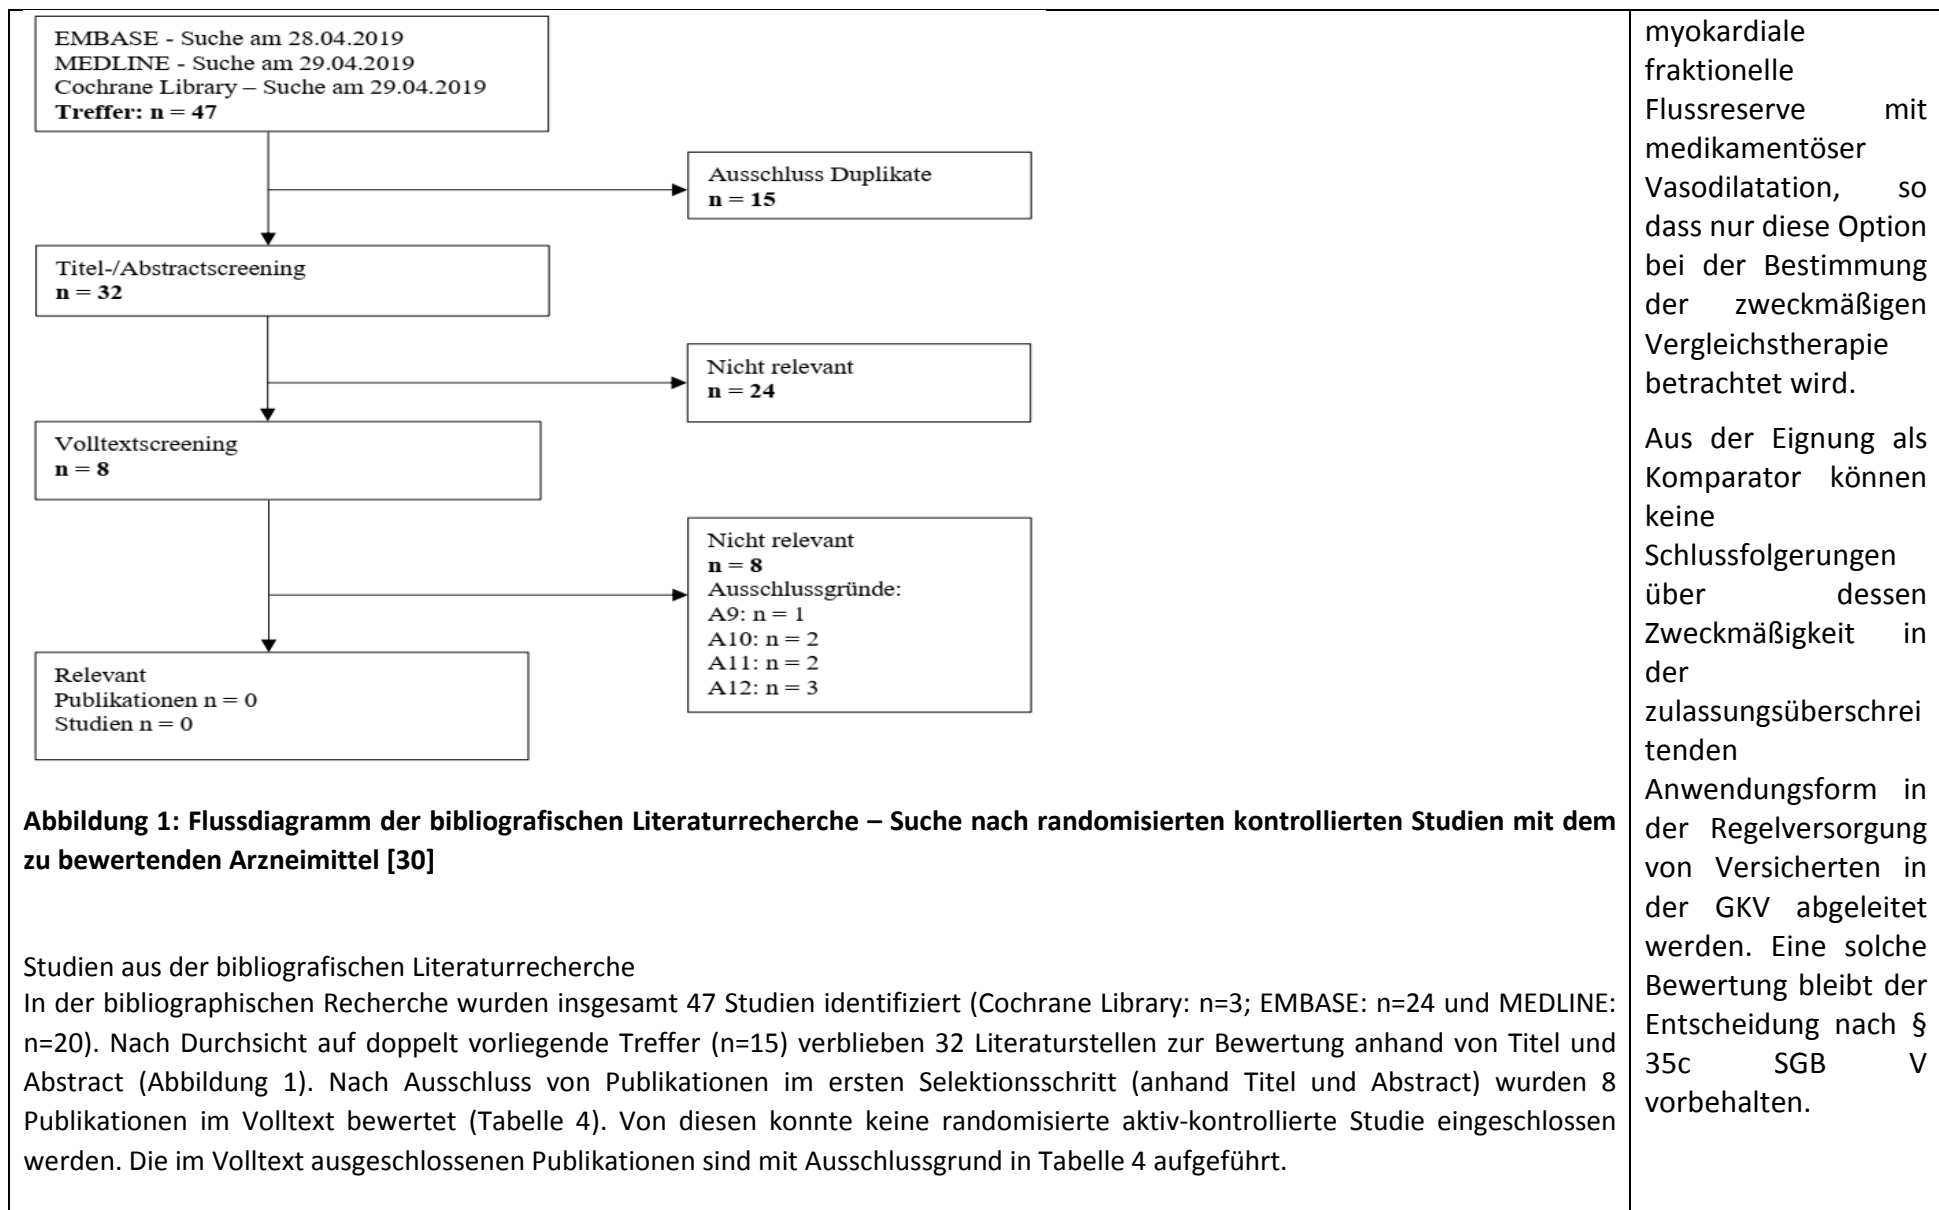 EMBASE - Suche am 28.04.2019
MEDLINE - Suche am 29.04.2019
Cochrane Library – Suche am 29.04.2019
Treffer: n = 47
Ausschluss Duplikate
n = 15
Titel-/Abstractscreening
n = 32
Nicht relevant
n = 24
Volltextscreening
n = 8
Nicht relevant
n = 8
Ausschlussgründe:
A9: n = 1
A10: n = 2
A11: n = 2
A12: n = 3
Relevant
Publikationen n = 0
Studien n = 0
Abbildung 1: Flussdiagramm der bibliografischen Literaturrecherche – Suche nach randomisierten kontrollierten Studien mit dem
zu bewertenden Arzneimittel [30]
Studien aus der bibliografischen Literaturrecherche
In der bibliographischen Recherche wurden insgesamt 47 Studien identifiziert (Cochrane Library: n=3; EMBASE: n=24 und MEDLINE:
n=20). Nach Durchsicht auf doppelt vorliegende Treffer (n=15) verblieben 32 Literaturstellen zur Bewertung anhand von Titel und
Abstract (Abbildung 1). Nach Ausschluss von Publikationen im ersten Selektionsschritt (anhand Titel und Abstract) wurden 8
Publikationen im Volltext bewertet (Tabelle 4). Von diesen konnte keine randomisierte aktiv-kontrollierte Studie eingeschlossen
werden. Die im Volltext ausgeschlossenen Publikationen sind mit Ausschlussgrund in Tabelle 4 aufgeführt.
myokardiale
fraktionelle
Flussreserve mit
medikamentöser
Vasodilatation, so
dass nur diese Option
bei der Bestimmung
der zweckmäßigen
Vergleichstherapie
betrachtet wird.
Aus der Eignung als
Komparator können
keine
Schlussfolgerungen
über dessen
Zweckmäßigkeit in
der
zulassungsüberschrei
tenden
Anwendungsform in
der Regelversorgung
von Versicherten in
der GKV abgeleitet
werden. Eine solche
Bewertung bleibt der
Entscheidung nach §
35c SGB V
vorbehalten.